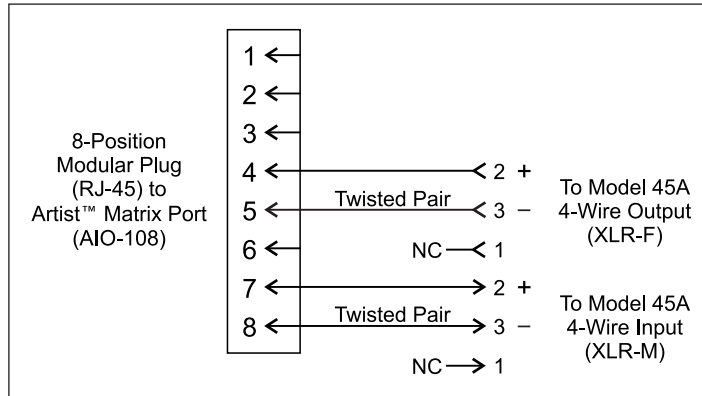 8-Position
Modular Plug
(RJ-45) to
Artist™ Matrix Port
(AIO-108)
1
2
3
4
5
6
7
8
Twisted Pair
2 +
3 –
NC 1
To Model 45A
4-Wire Output
(XLR-F)
Twisted Pair
2 +
3 –
NC 1
To Model 45A
4-Wire Input
(XLR-M)